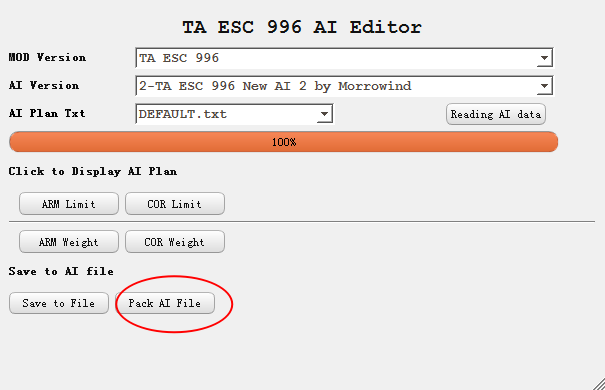 TA ESC 996 AI Editor
MOD Version TA ESC 996
AI Version 2-TA ESC 996 New AI 2 by Morrowind
AI Plan Txt DEFAULT.txt Reading AI data
100%
Click to Display AI Plan
ARM Limit COR Limit
ARM Weight COR Weight
Save to AI file
Save to File Pack AI File